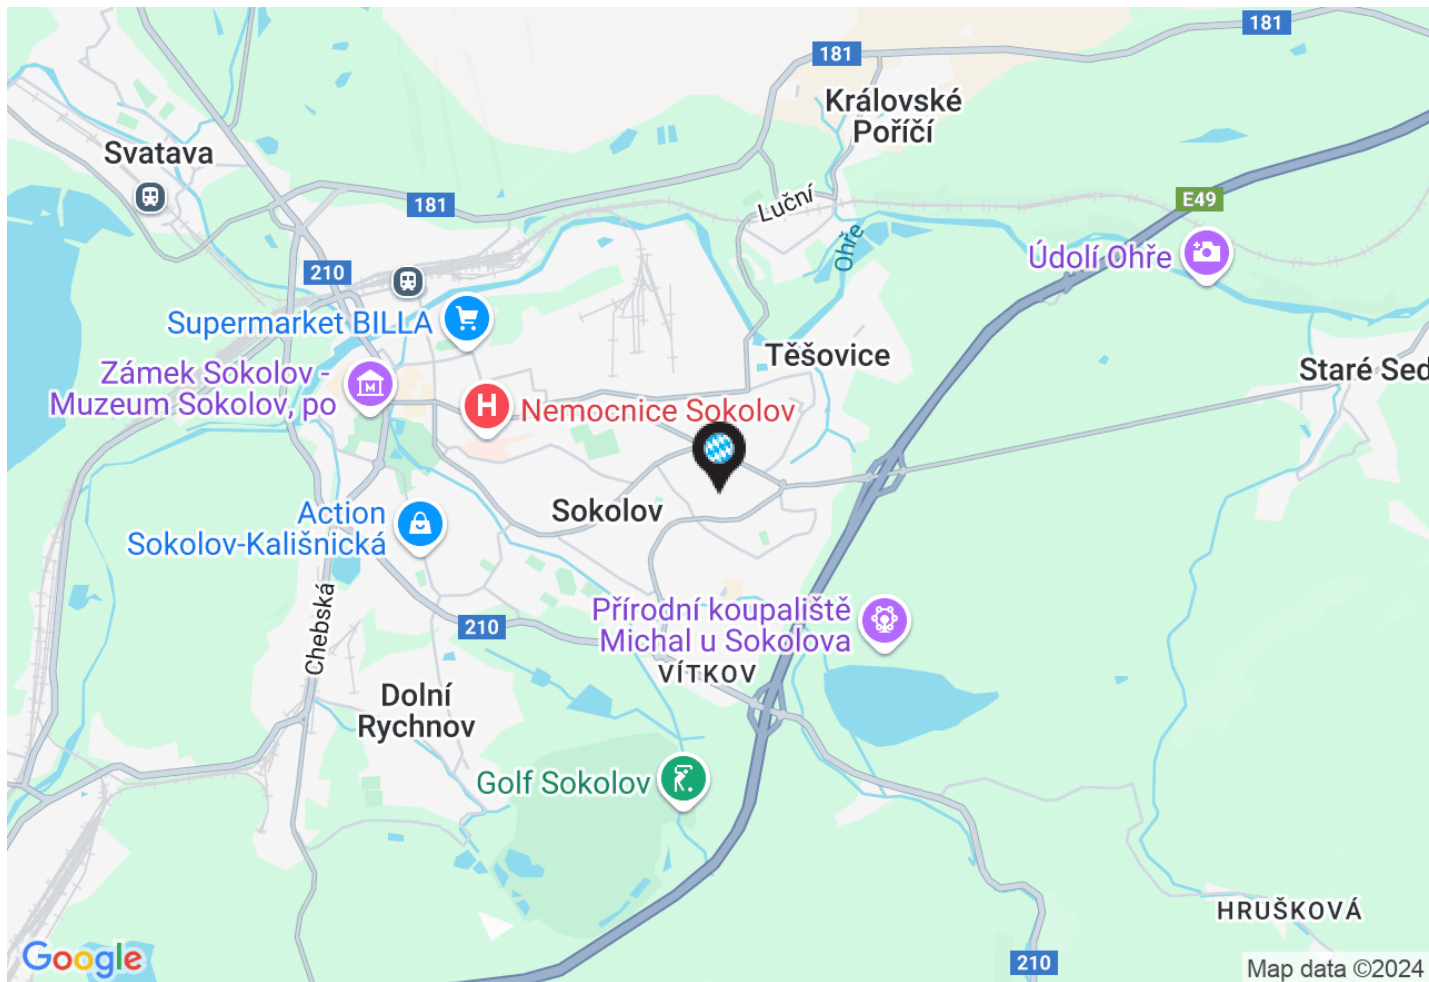 181
181
Královské
Poříčí
Svatava
181
Luční
E49
Ohře
Údolí Ohře
210
Supermarket BILLA
Těšovice
Zámek Sokolov -
Muzeum Sokolov, po
Staré Sed
H
Nemocnice Sokolov
M
Sokolov
Action
Sokolov-Kališnická
Chebská
210
Přírodní koupaliště
Michal u Sokolova
VÍTKOV
Dolní
Rychnov
Golf Sokolov
HRUŠKOVÁ
Google
210
Map data ©2024